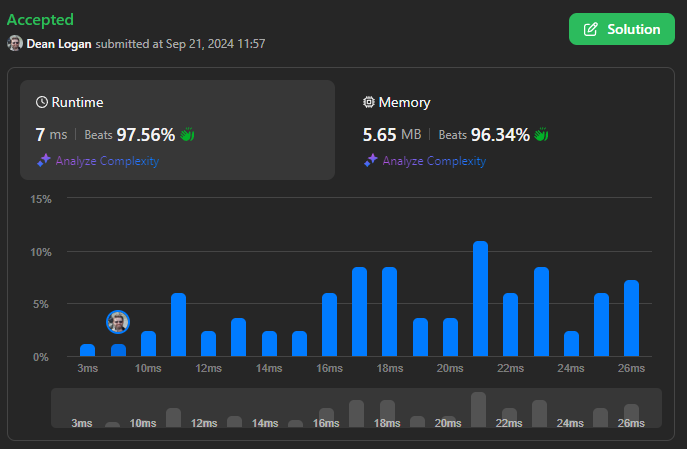 Accepted
Dean Logan submitted at Sep 21, 2024 11:57
Solution
Runtime
7 ms | Beats 97.56%
Analyze Complexity
Memory
5.65 MB | Beats 96.34%
Analyze Complexity
15%
10%
5%
0%
3ms 10ms 12ms 14ms 16ms 18ms 20ms 22ms 24ms 26ms
3ms 10ms 12ms 14ms 16ms 18ms 20ms 22ms 24ms 26ms